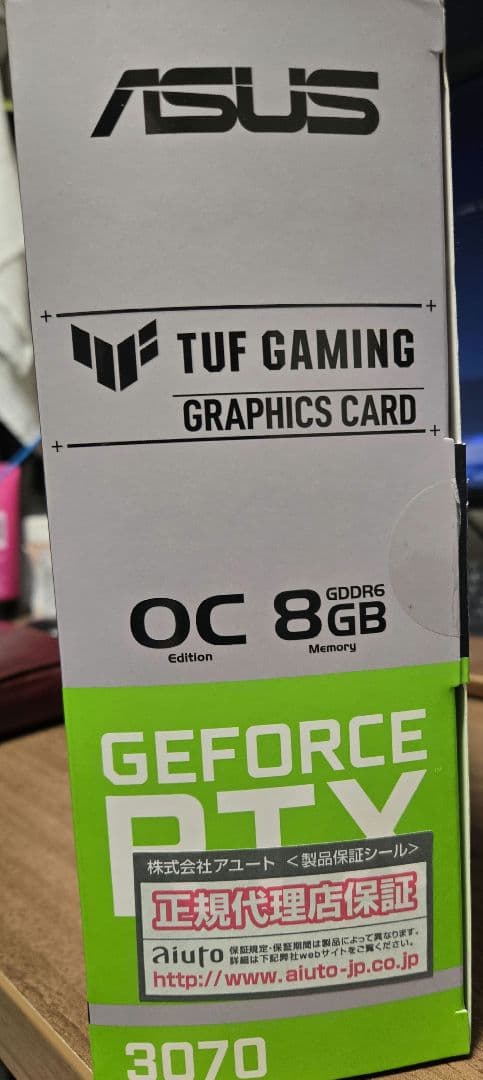 ASUS
TUF GAMING
GRAPHICS CARD
OC 8GB GDDR6
Edition Memory
GEFORCE
RTX
株式会社アユート <製品保証シール>
正規代理店保証
aiuto 保証規定・保証期間は製品によって異なります。
詳細は下記弊社webサイトをご覧ください。
http://www.aiuto-jp.co.jp
3070